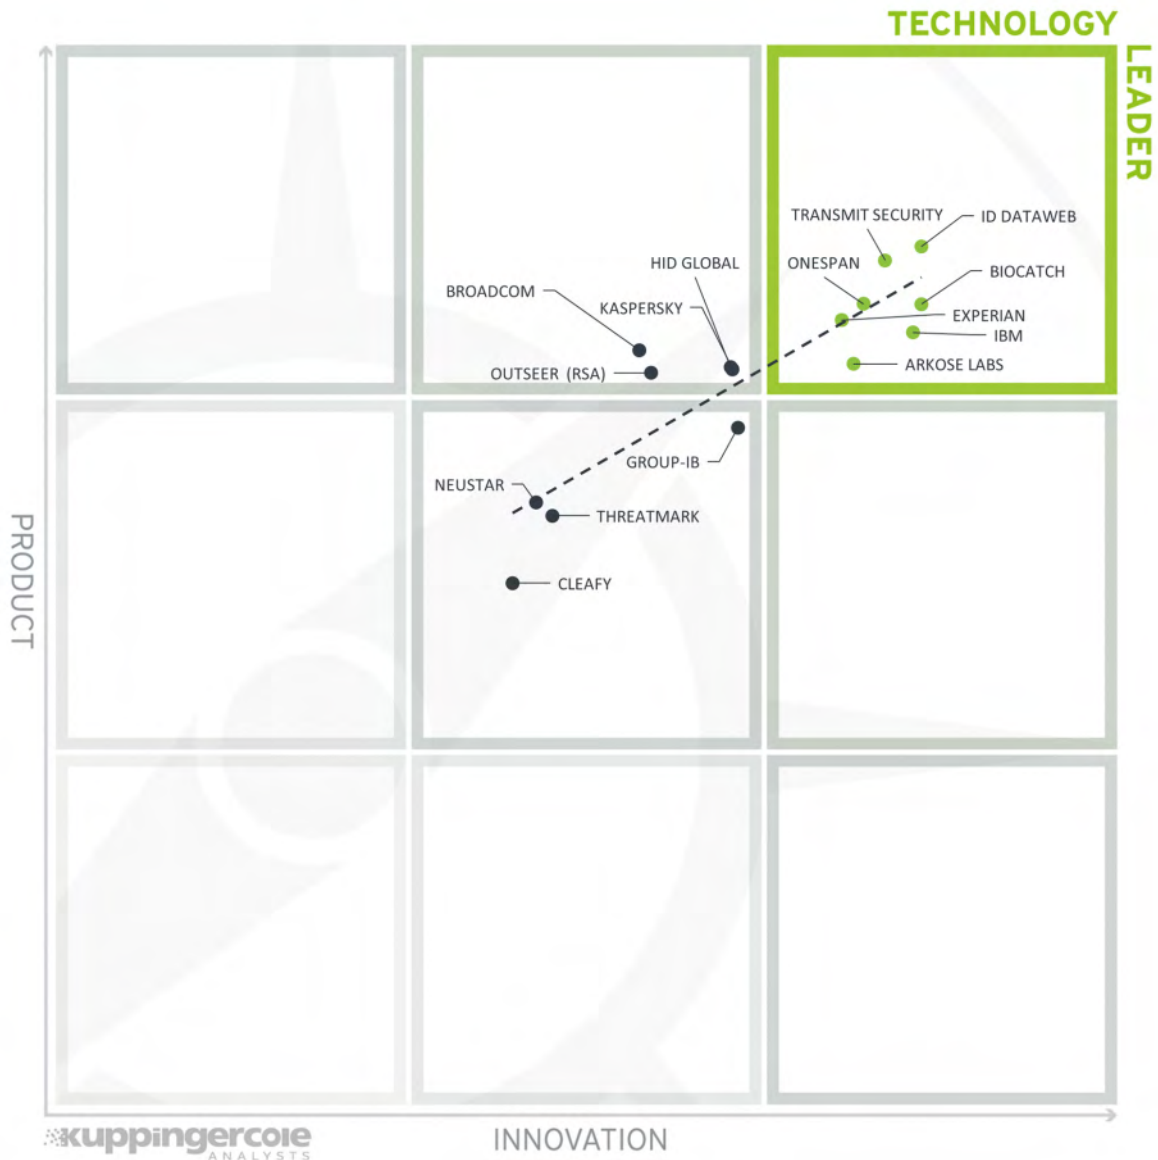 TECHNOLOGY
LEADER
TRANSMIT SECURITY
ID DATAWEB
HID GLOBAL
ONESPAN
BIOCATCH
BROADCOM
KASPERSKY
EXPERIAN
IBM
OUTSEER (RSA)
ARKOSE LABS
GROUP-IB
NEUSTAR
THREATMARK
PRODUCT
CLEAFY
kuppingercole
ANALYSTS
INNOVATION